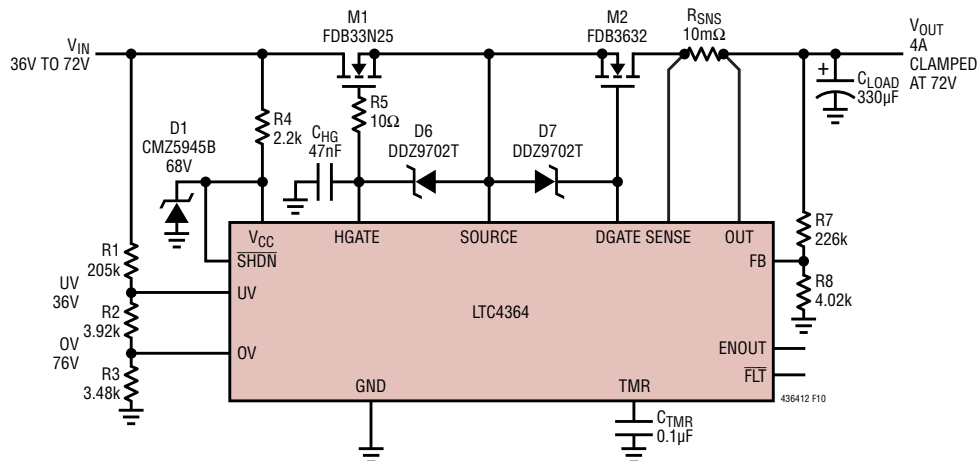 VIN
36V TO 72V
M1
FDB33N25
M2
FDB3632
RSNS
10mΩ
VOUT
4A
CLAMPED
AT 72V
+
CLOAD
330µF
R4
2.2k
R5
10Ω
D1
CMZ5945B
68V
CHG
47nF
D6
DDZ9702T
D7
DDZ9702T
VCC
HGATE
SOURCE
DGATE SENSE
OUT
SHDN
R1
205k
UV
36V
UV
R2
3.92k
OV
76V
OV
R3
3.48k
LTC4364
FB
R7
226k
R8
4.02k
ENOUT
FLT
GND
TMR
436412 F10
CTMR
0.1µF